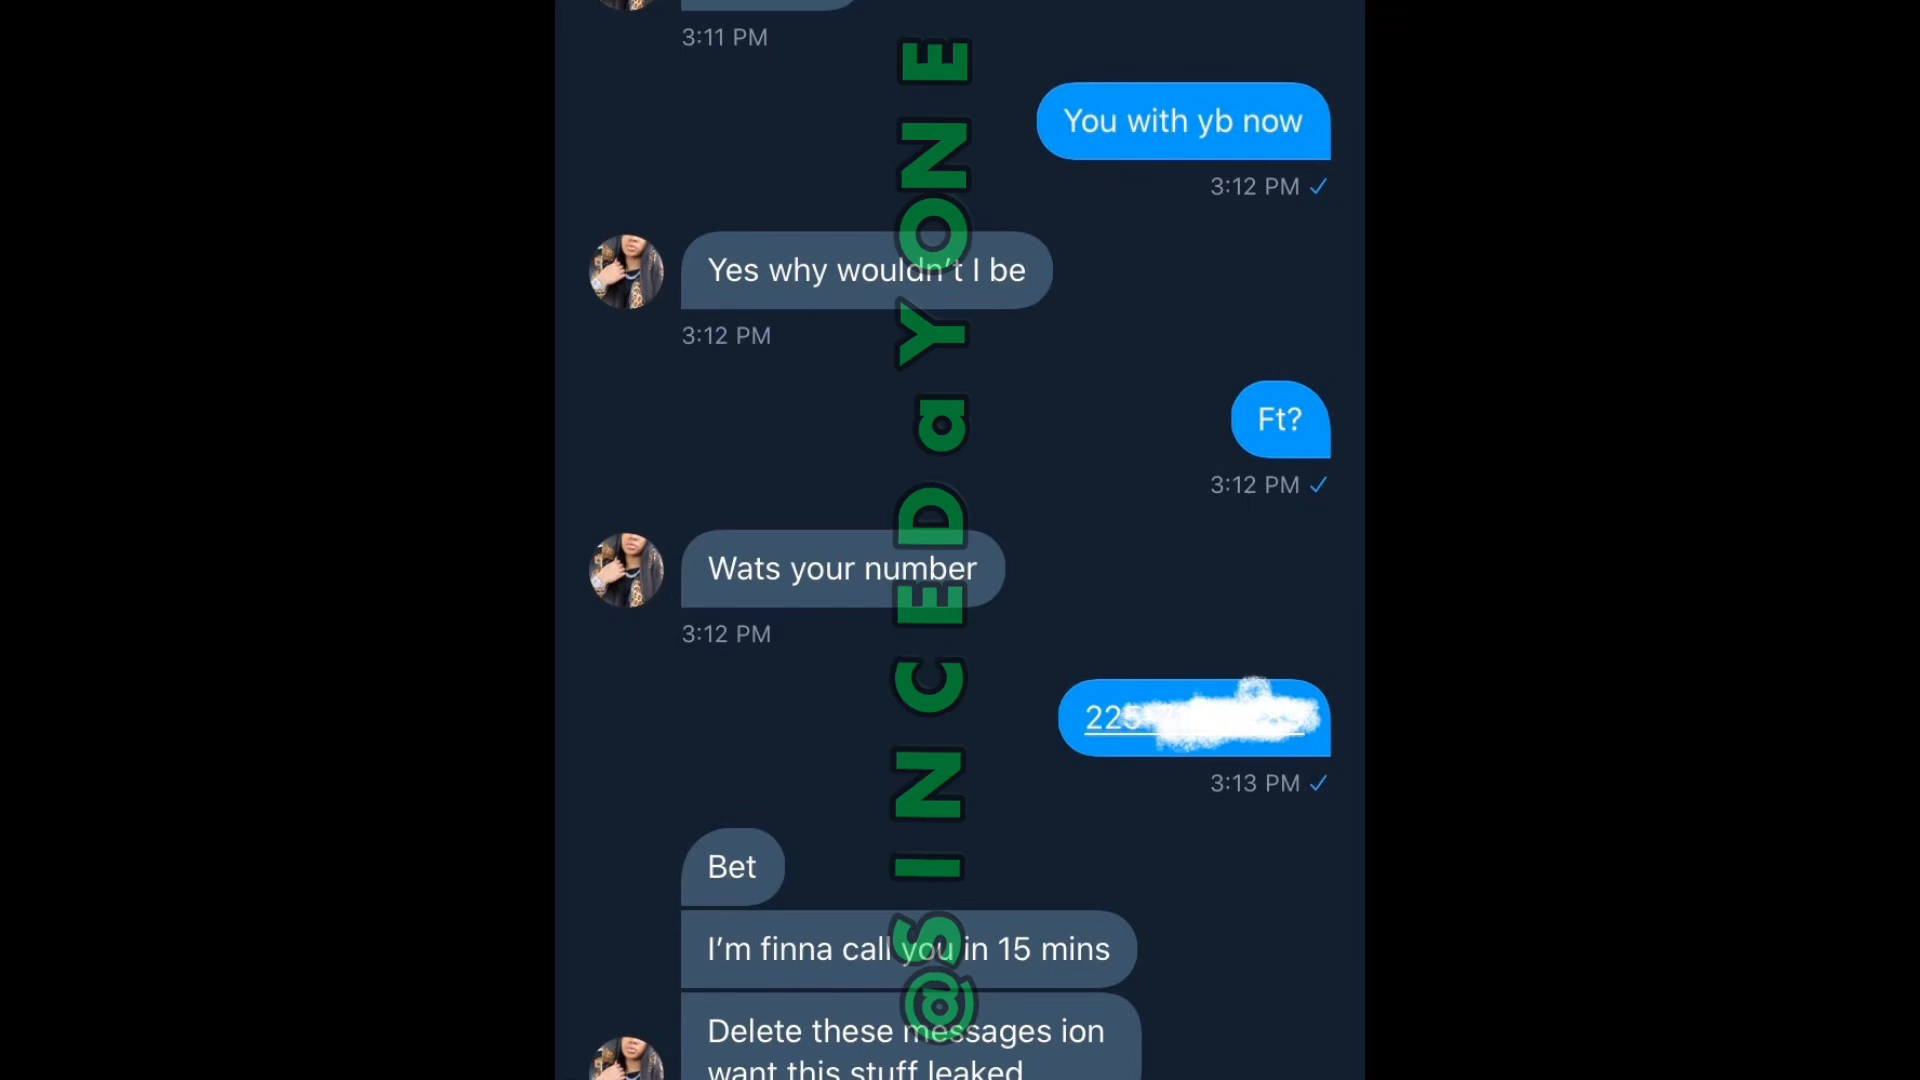 3:11 PM
You with yb now
3:12 PM
Yes why wouldn't I be
3:12 PM
Ft?
3:12 PM
Wats your number
3:12 PM
225
3:13 PM
Bet
I'm finna call you in 15 mins
Delete these messages ion
want this stuff leaked
@SINCEDaYONE